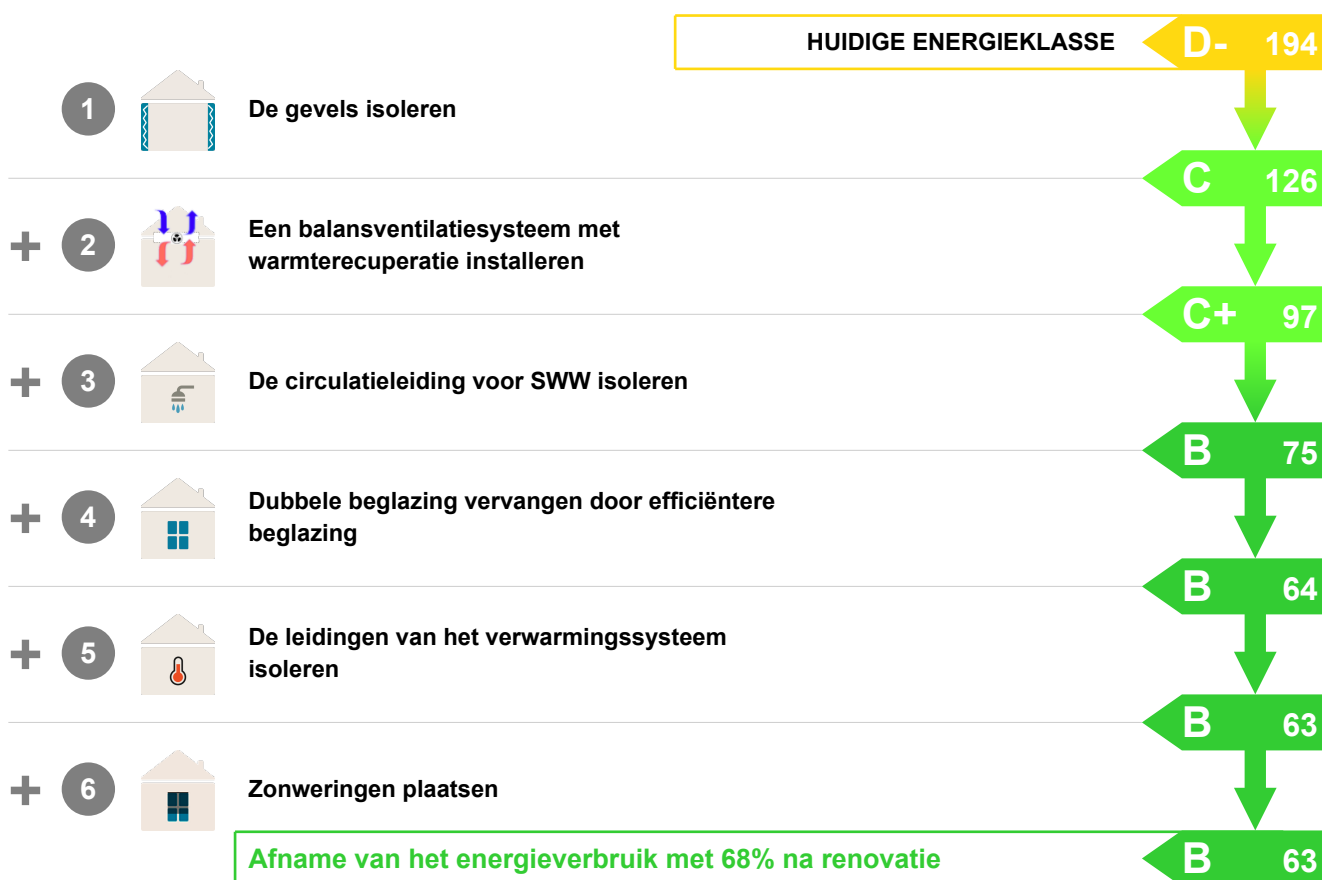 HUIDIGE ENERGIEKLASSE D- 194
1 De gevels isoleren
C 126
+ 2 Een balansventilatiesysteem met
warmterecuperatie installeren
C+ 97
+ 3 De circulatieleiding voor SWW isoleren
B 75
+ 4 Dubbele beglazing vervangen door efficiëntere
beglazing
B 64
+ 5 De leidingen van het verwarmingssysteem
isoleren
B 63
+ 6 Zonweringen plaatsen
Afname van het energieverbruik met 68% na renovatie B 63